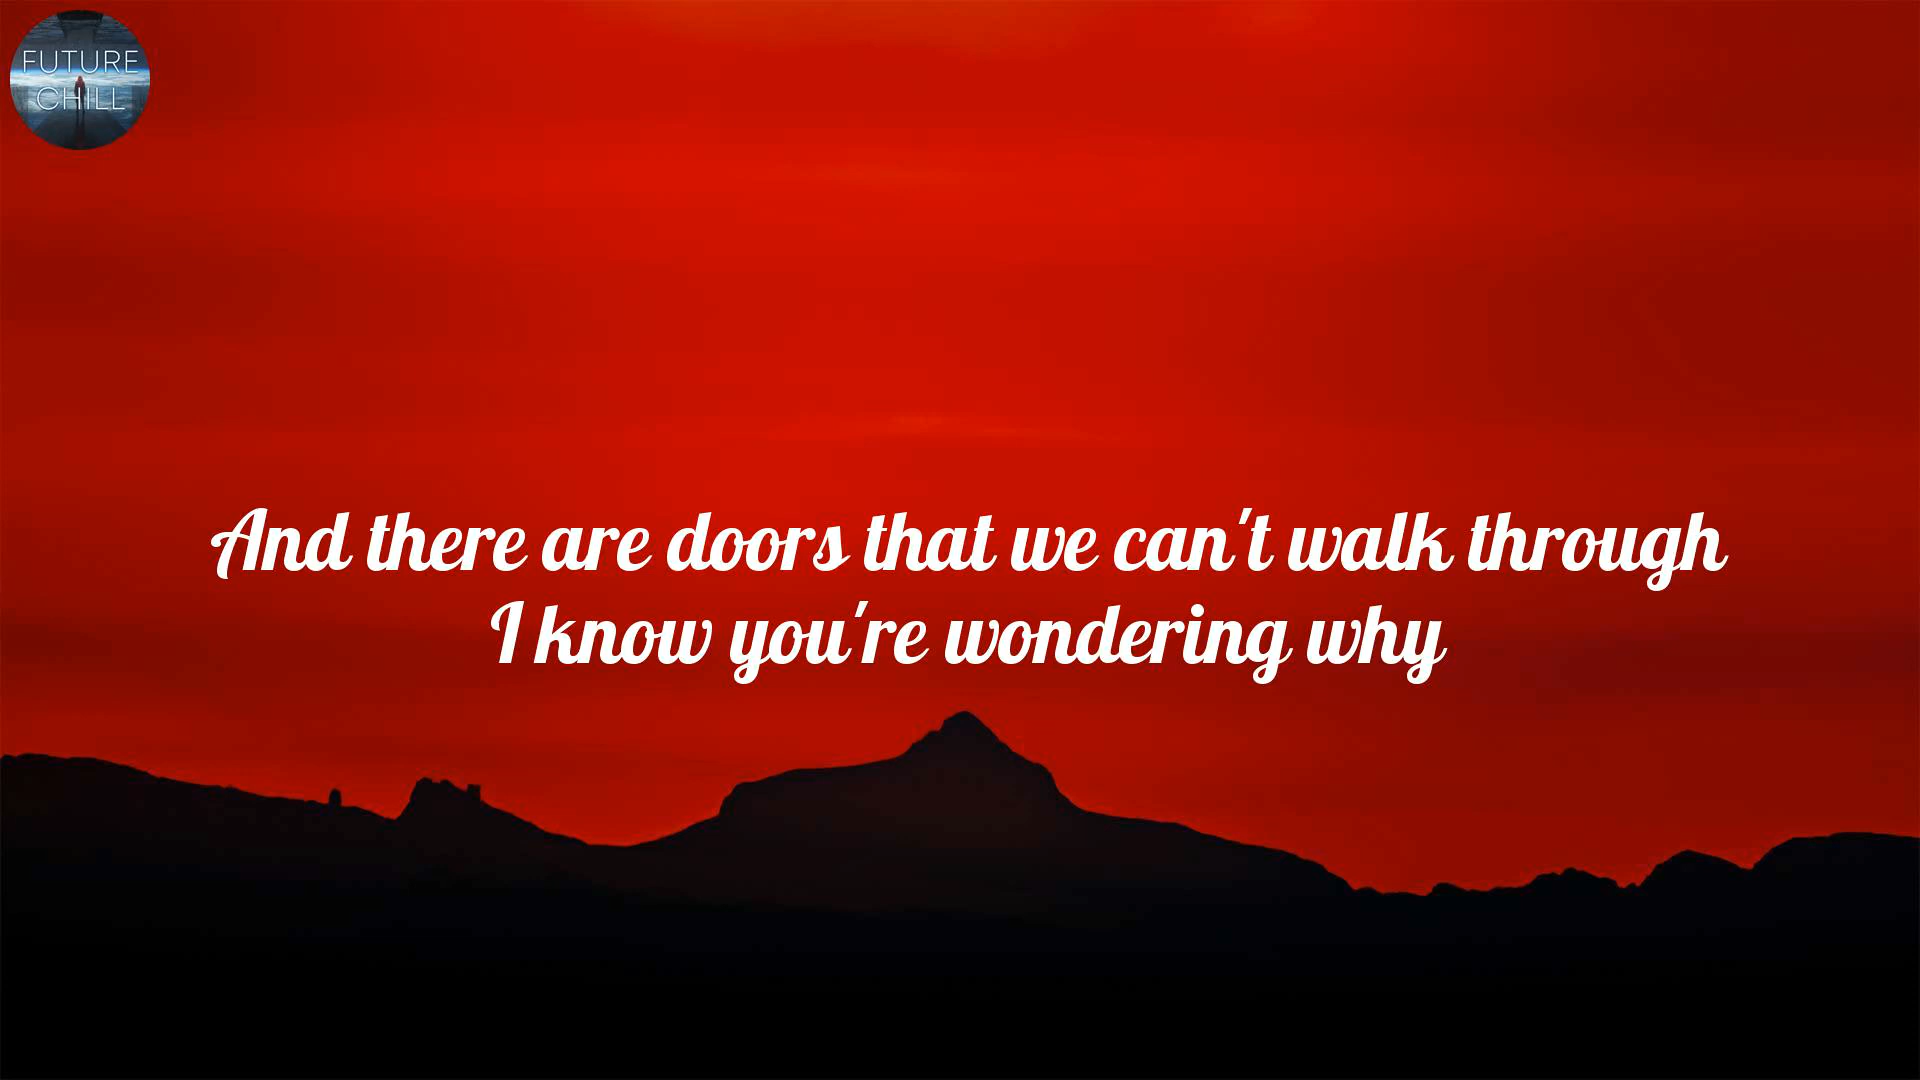 FUTURE
CHILL
And there are doors that we can't walk through
I know you're wondering why